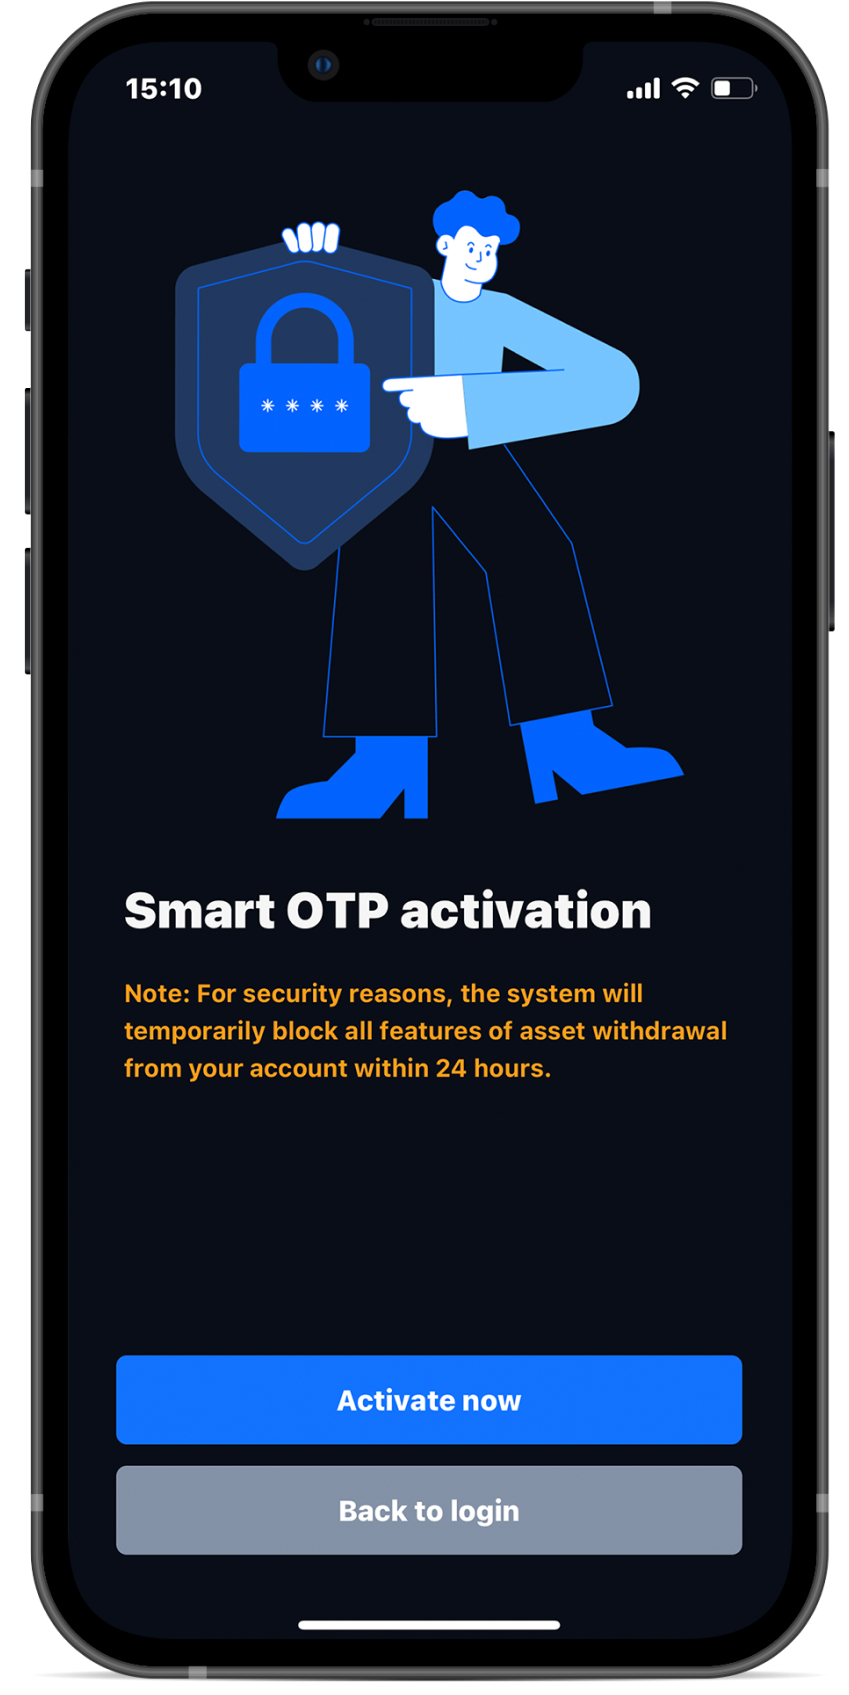 15:10
****
Smart OTP activation
Note: For security reasons, the system will
temporarily block all features of asset withdrawal
from your account within 24 hours.
Activate now
Back to login